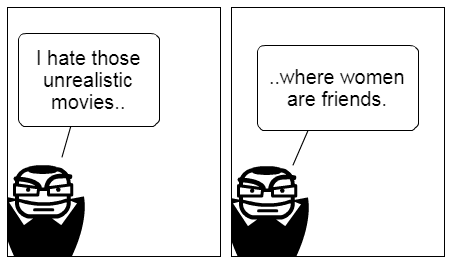 I hate those
unrealistic
movies..
..where women
are friends.